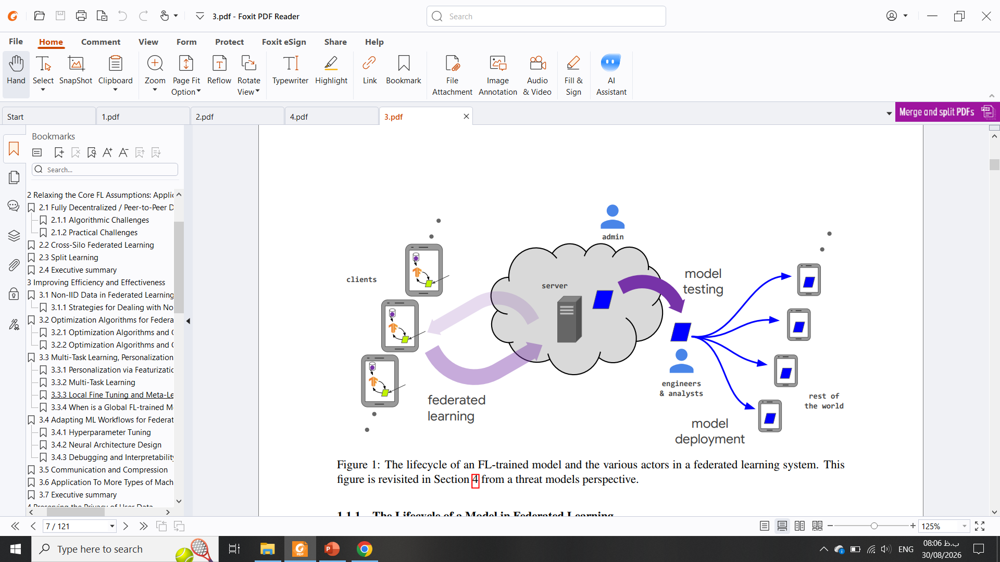 3.pdf - Foxit PDF Reader
Search
File Home Comment View Form Protect Foxit eSign Share Help
Hand Select SnapShot Clipboard Zoom Page Fit Option Reflow Rotate View Typewriter Highlight Link Bookmark File Attachment Image Annotation Audio & Video Fill & Sign AI Assistant
Start 1.pdf 2.pdf 4.pdf 3.pdf
Merge and split PDFs
Bookmarks
Search...
2 Relaxing the Core FL Assumptions: Applic
2.1 Fully Decentralized / Peer-to-Peer D
2.1.1 Algorithmic Challenges
2.1.2 Practical Challenges
2.2 Cross-Silo Federated Learning
2.3 Split Learning
2.4 Executive summary
3 Improving Efficiency and Effectiveness
3.1 Non-IID Data in Federated Learning
3.1.1 Strategies for Dealing with No
3.2 Optimization Algorithms for Federa
3.2.1 Optimization Algorithms and C
3.2.2 Optimization Algorithms and C
3.3 Multi-Task Learning, Personalization
3.3.1 Personalization via Featurizatic
3.3.2 Multi-Task Learning
3.3.3 Local Fine Tuning and Meta-Le
3.3.4 When is a Global FL-trained M
3.4 Adapting ML Workflows for Federat
3.4.1 Hyperparameter Tuning
3.4.2 Neural Architecture Design
3.4.3 Debugging and Interpretability
3.5 Communication and Compression
3.6 Application To More Types of Mach
3.7 Executive summary
4 Preserving the Privacy of User Data
admin
clients
server
model
testing
engineers
& analysts
rest of
the world
federated
learning
model
deployment
Figure 1: The lifecycle of an FL-trained model and the various actors in a federated learning system. This
figure is revisited in Section 4 from a threat models perspective.
1.1.1 The Lifecycle of a Model in Federated Learning
7 / 121
125%
Type here to search
ENG
08:06 ب.ظ
30/08/2026